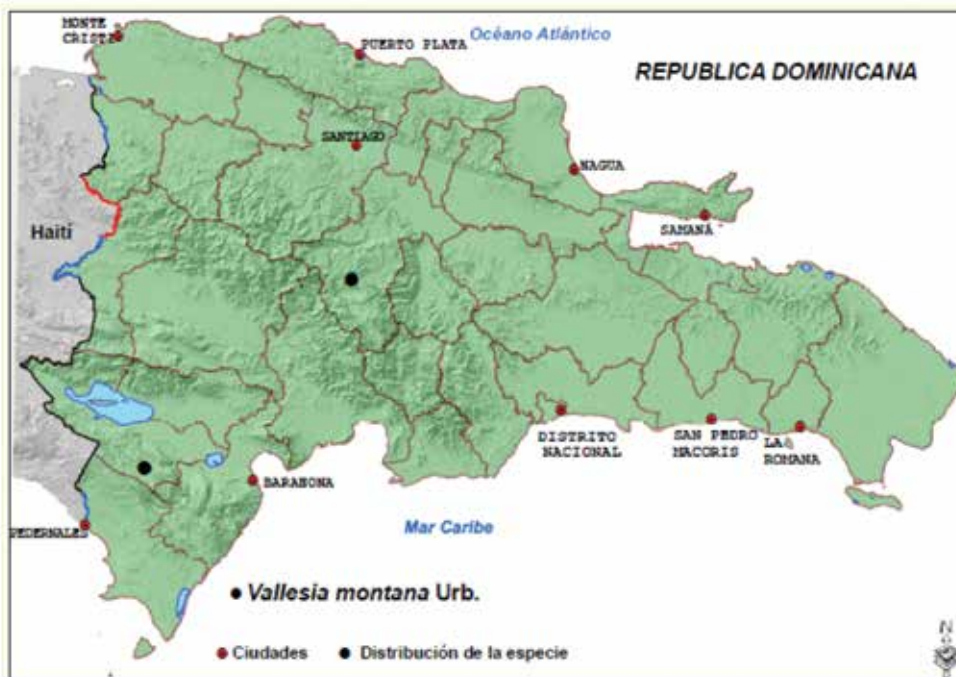 MONTE
CRISTI
Océano Atlántico
PUERTO PLATA
REPUBLICA DOMINICANA
SANTIAGO
NAGUA
SAMANÁ
Haití
DISTRITO
NACIONAL
SAN PEDRO
MACORIS
LA
ROMANA
BARAHONA
PEDERNALES
Mar Caribe
Vallesia montana Urb.
Ciudades
Distribución de la especie
N